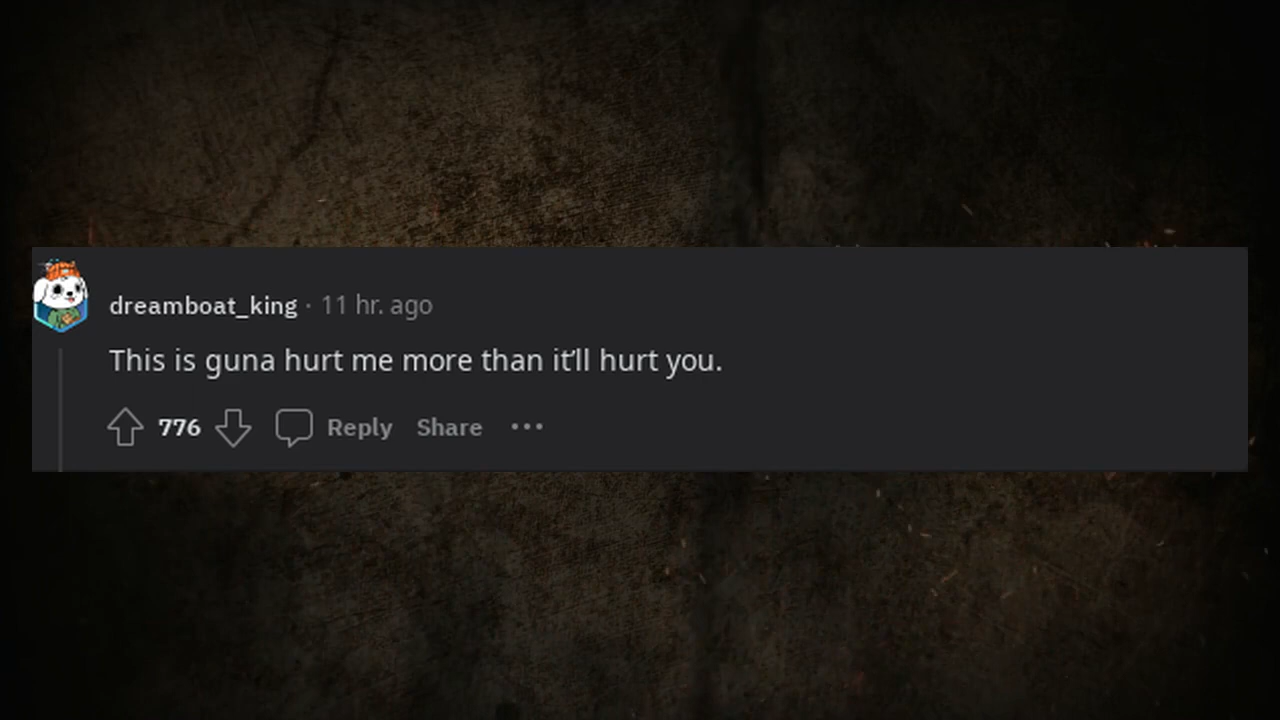 dreamboat_king · 11 hr. ago
This is guna hurt me more than it'll hurt you.
776 Reply Share •••